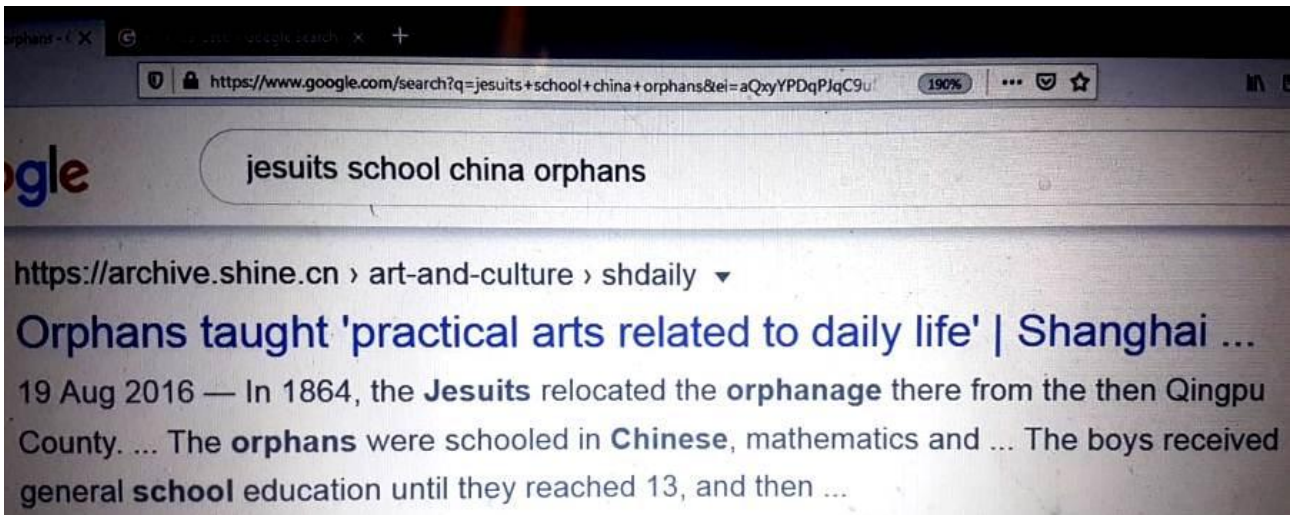 orphans - G
https://www.google.com/search?q=jesuits+school+china+orphans&ei=aQxyYPDqPJqC9u
190%
ogle
jesuits school china orphans
https://archive.shine.cn › art-and-culture › shdaily
Orphans taught 'practical arts related to daily life' | Shanghai ...
19 Aug 2016 — In 1864, the Jesuits relocated the orphanage there from the then Qingpu
County. ... The orphans were schooled in Chinese, mathematics and ... The boys received
general school education until they reached 13, and then ...